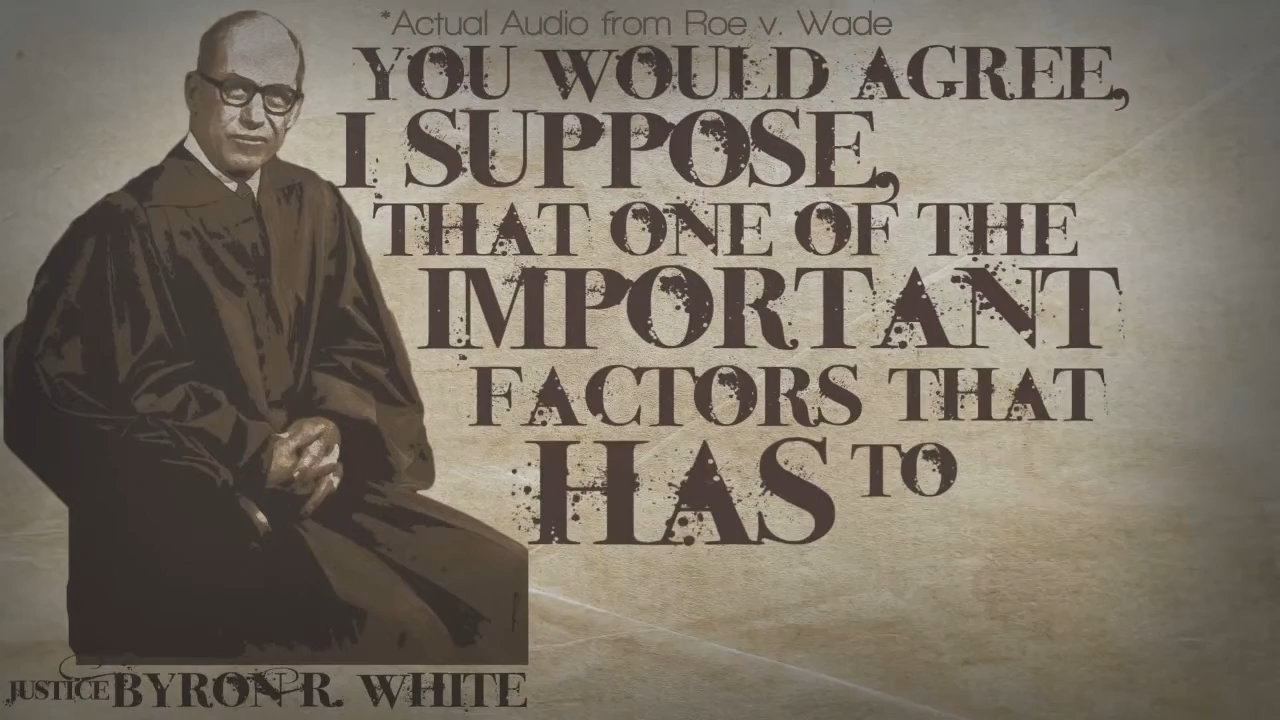 *Actual Audio from Roe v. Wade
YOU WOULD AGREE,
I SUPPOSE,
THAT ONE OF THE
IMPORTANT
FACTORS THAT
HAS TO
JUSTICE BYRON R. WHITE